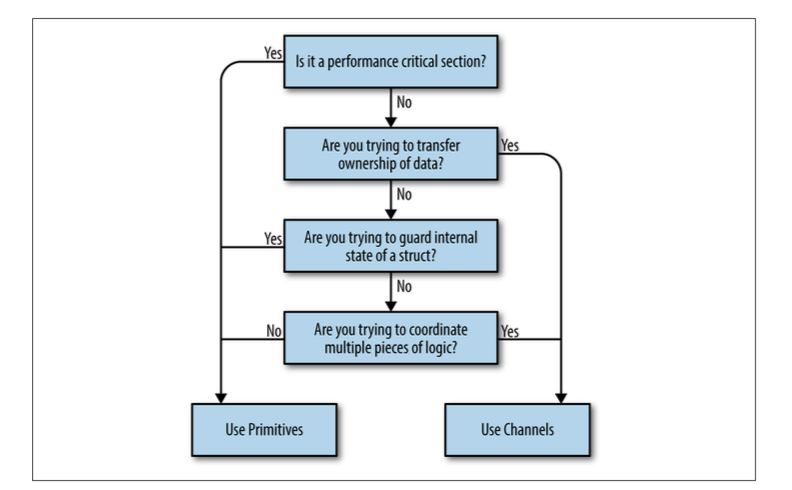 Yes
Is it a performance critical section?
No
Are you trying to transfer
ownership of data?
Yes
No
Yes
Are you trying to guard internal
state of a struct?
No
No
Are you trying to coordinate
multiple pieces of logic?
Yes
Use Primitives
Use Channels